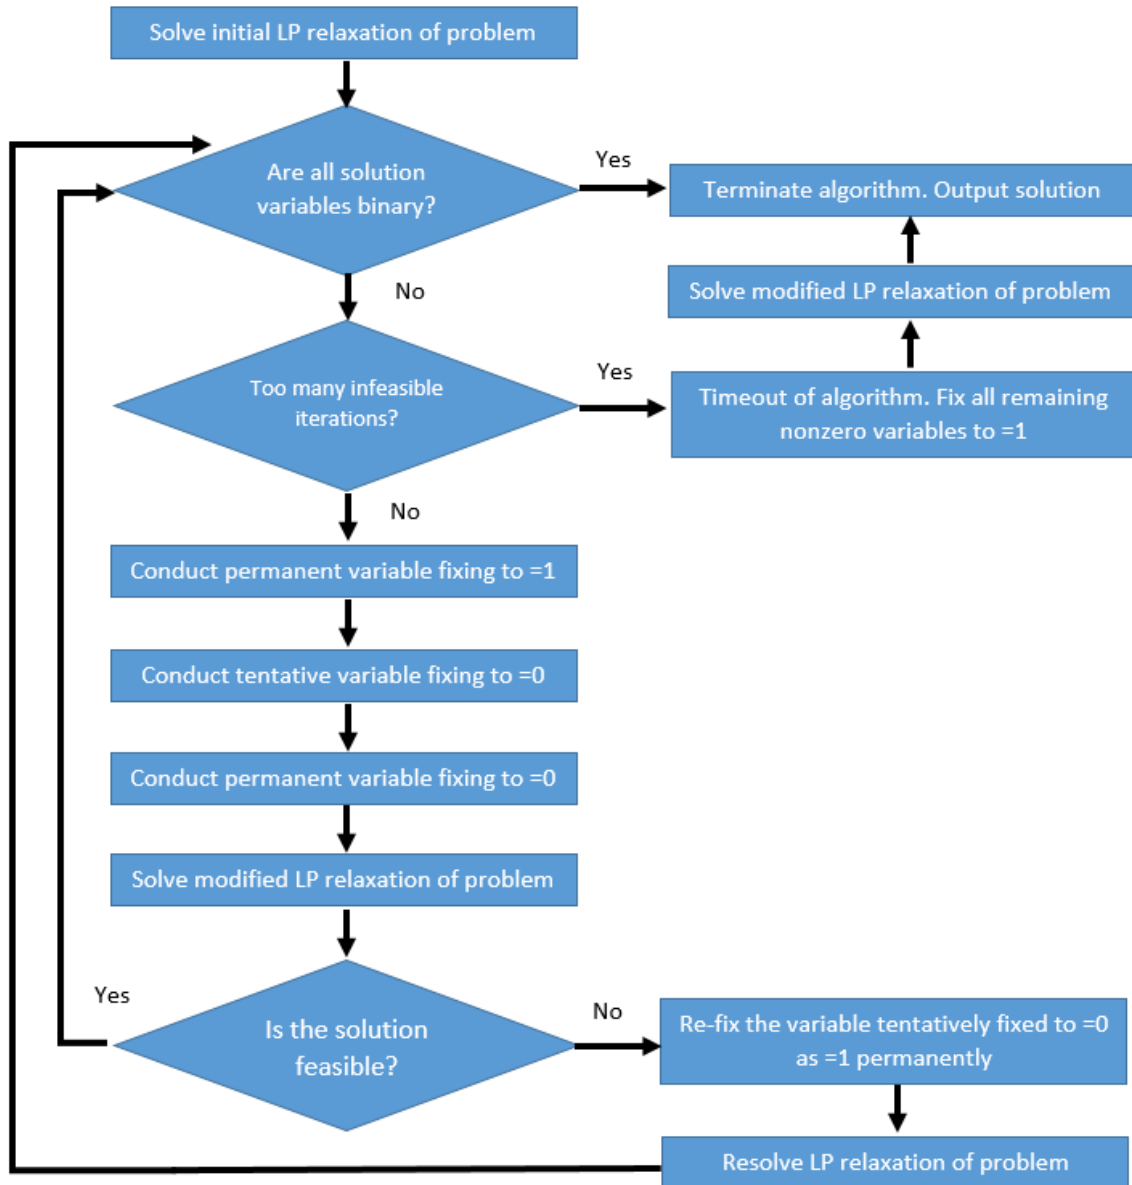 Solve initial LP relaxation of problem
Are all solution
variables binary?
Yes
Terminate algorithm. Output solution
Solve modified LP relaxation of problem
No
Too many infeasible
iterations?
Yes
Timeout of algorithm. Fix all remaining
nonzero variables to =1
No
Conduct permanent variable fixing to =1
Conduct tentative variable fixing to =0
Conduct permanent variable fixing to =0
Solve modified LP relaxation of problem
Yes
Is the solution
feasible?
No
Re-fix the variable tentatively fixed to =0
as =1 permanently
Resolve LP relaxation of problem